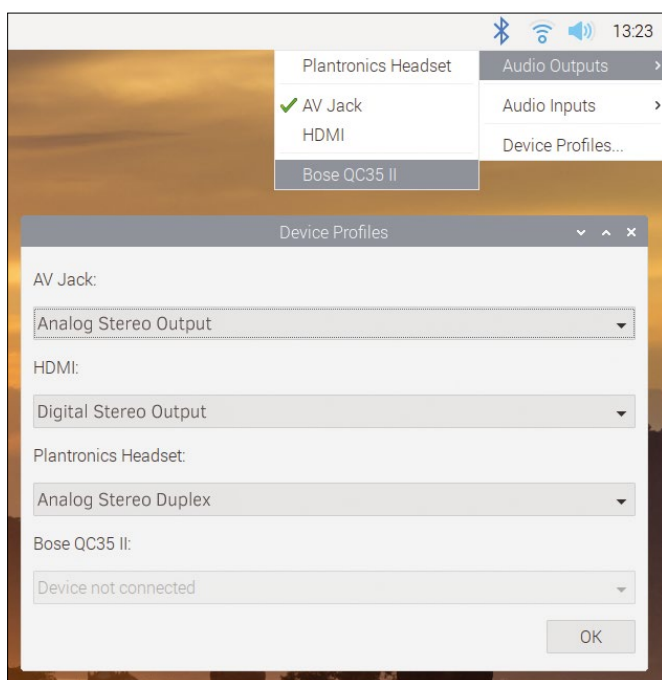 13:23
Plantronics Headset
AV Jack
HDMI
Bose QC35 II
Audio Outputs
Audio Inputs
Device Profiles...
Device Profiles
AV Jack:
Analog Stereo Output
HDMI:
Digital Stereo Output
Plantronics Headset:
Analog Stereo Duplex
Bose QC35 II:
Device not connected
OK